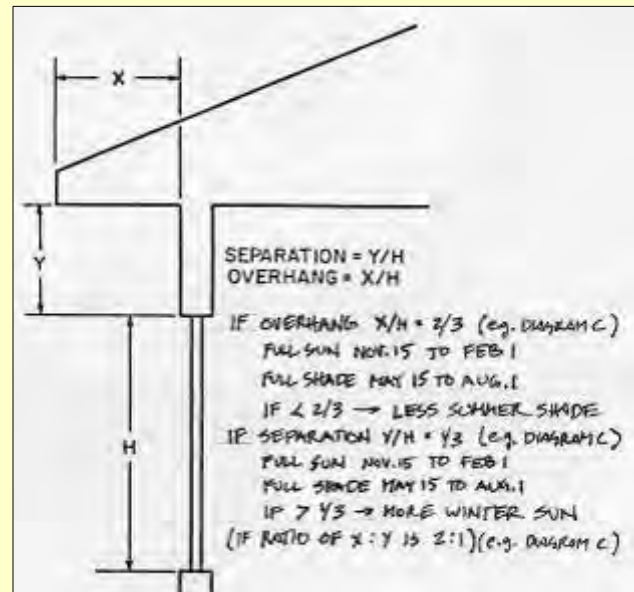 X
Y
SEPARATION = Y/H
OVERHANG = X/H
IF OVERHANG X/H = 2/3 (e.g. DIAGRAM C)
FULL SUN NOV. 15 TO FEB 1
FULL SHADE MAY 15 TO AUG. 1
IF < 2/3 → LESS SUMMER SHADE
H
IF SEPARATION Y/H = 1/3 (e.g. DIAGRAM C)
FULL SUN NOV. 15 TO FEB 1
FULL SHADE MAY 15 TO AUG. 1
IF > 1/3 → MORE WINTER SUN
(IF RATIO OF X:Y IS 2:1)(e.g. DIAGRAM C)